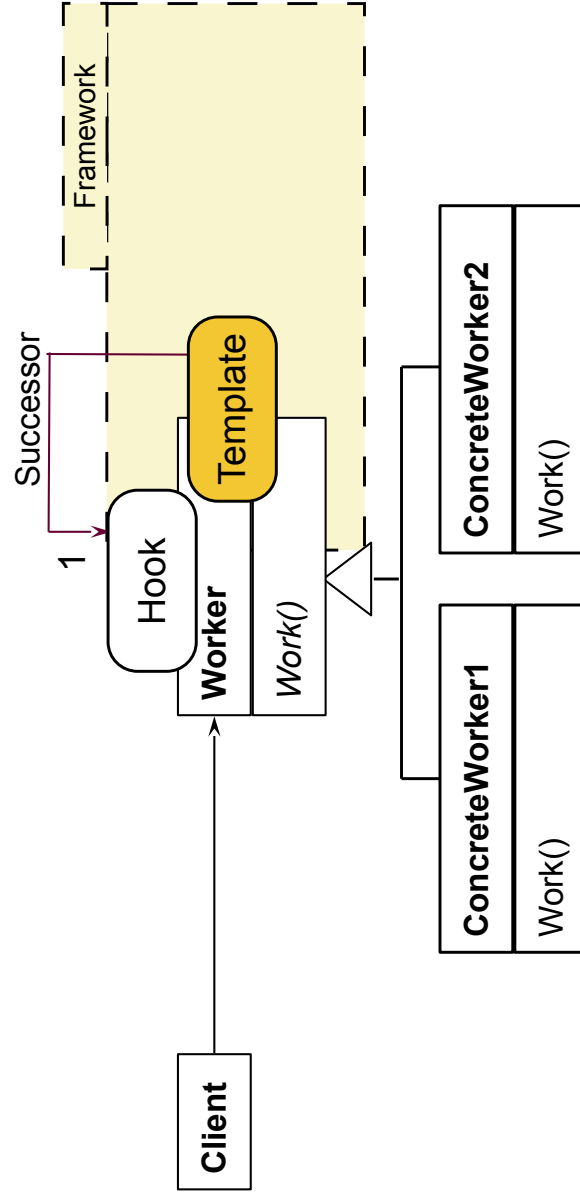 Successor
Framework
1
Hook
Template
Client
Worker
Work()
ConcreteWorker1
Work()
ConcreteWorker2
Work()